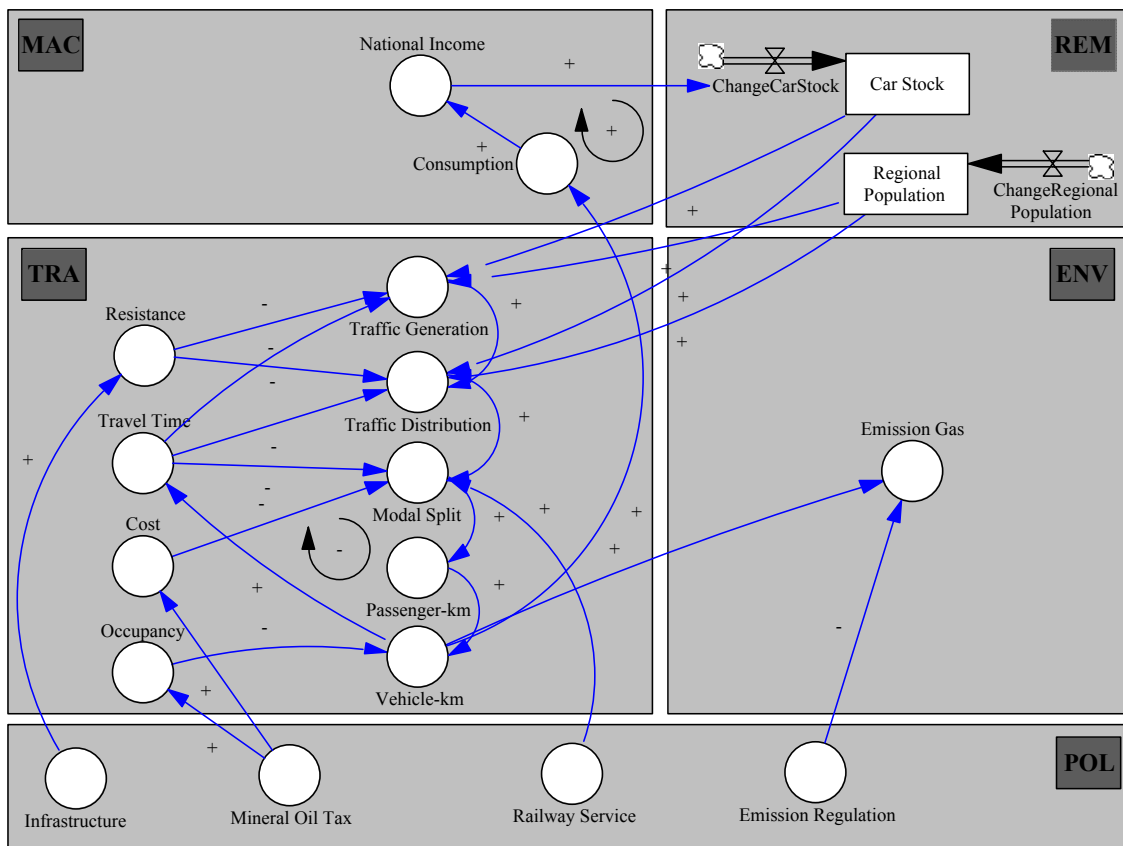 MAC
National Income
+
+
Consumption
+
REM
ChangeCarStock
Car Stock
Regional
Population
ChangeRegional
Population
+
TRA
Resistance
-
Traffic Generation
+
-
-
Travel Time
Traffic Distribution
+
+
-
-
Modal Split
Cost
-
+
+
+
+
+
+
Passenger-km
Occupancy
-
Vehicle-km
+
ENV
+
+
+
Emission Gas
-
POL
+
Infrastructure
Mineral Oil Tax
Railway Service
Emission Regulation